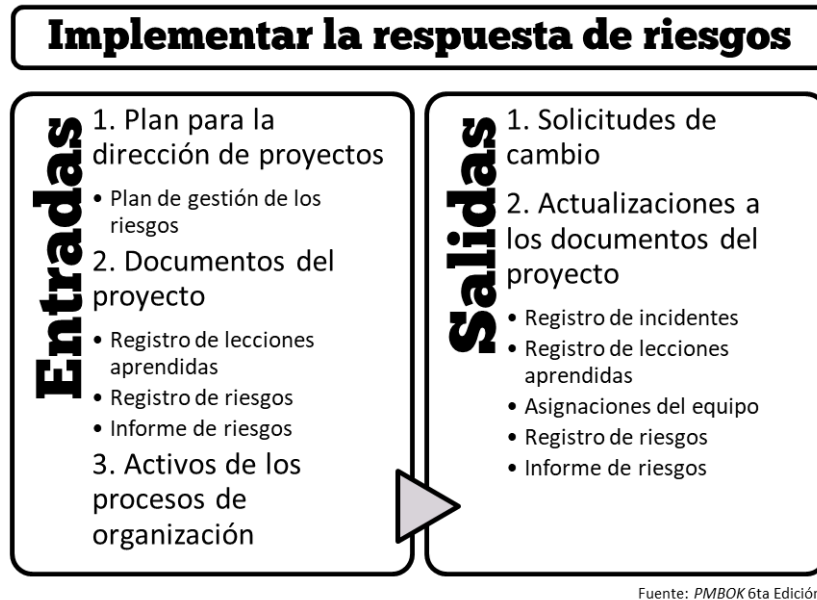 Implementar la respuesta de riesgos
Entradas
1. Plan para la
dirección de proyectos
• Plan de gestión de los
riesgos
2. Documentos del
proyecto
• Registro de lecciones
aprendidas
• Registro de riesgos
• Informe de riesgos
3. Activos de los
procesos de
organización
Salidas
1. Solicitudes de
cambio
2. Actualizaciones a
los documentos del
proyecto
• Registro de incidentes
• Registro de lecciones
aprendidas
• Asignaciones del equipo
• Registro de riesgos
• Informe de riesgos
Fuente: PMBOK 6ta Edición